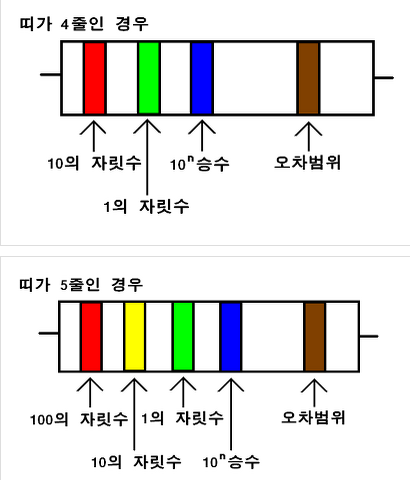 띠가 4줄인 경우
10의 자릿수
10ⁿ승수
오차범위
1의 자릿수
띠가 5줄인 경우
100의 자릿수
1의 자릿수
오차범위
10의 자릿수
10ⁿ승수